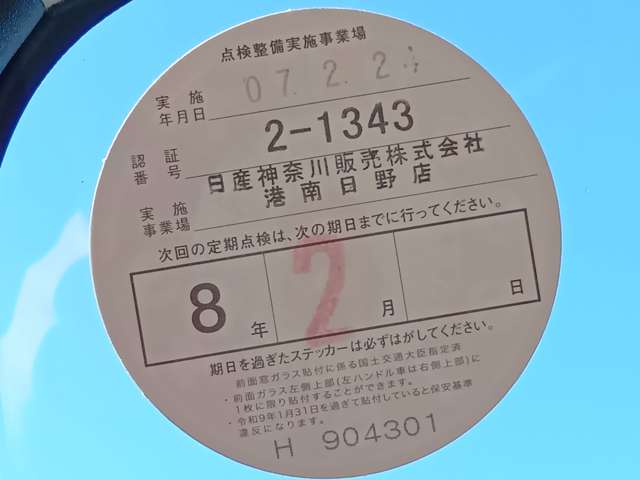 点検整備実施事業場
実施年月日 07.2.2
認証番号 2-1343
実施事業場 日産神奈川販売株式会社
港南日野店
次回の定期点検は、次の期日までに行ってください。
8年 2月 日
期日を過ぎたステッカーは必ずはがしてください。
前面窓ガラス貼付に係る国土交通大臣指定済
・前面ガラス左側上部(左ハンドル車は右側上部)に
1枚に限り貼付することができます。
・令和9年1月31日を過ぎて貼付していると保安基準
違反になります。
H 904301